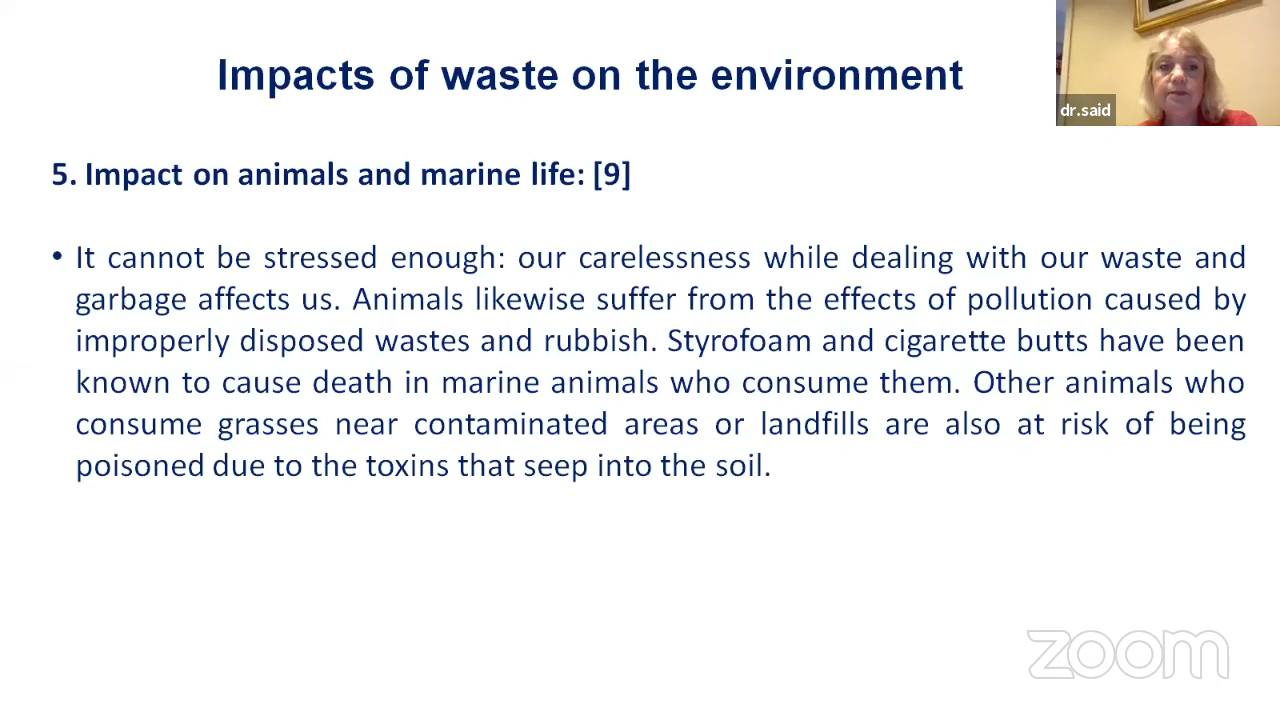 Impacts of waste on the environment
dr.said
5. Impact on animals and marine life: [9]
• It cannot be stressed enough: our carelessness while dealing with our waste and
garbage affects us. Animals likewise suffer from the effects of pollution caused by
improperly disposed wastes and rubbish. Styrofoam and cigarette butts have been
known to cause death in marine animals who consume them. Other animals who
consume grasses near contaminated areas or landfills are also at risk of being
poisoned due to the toxins that seep into the soil.
zoom